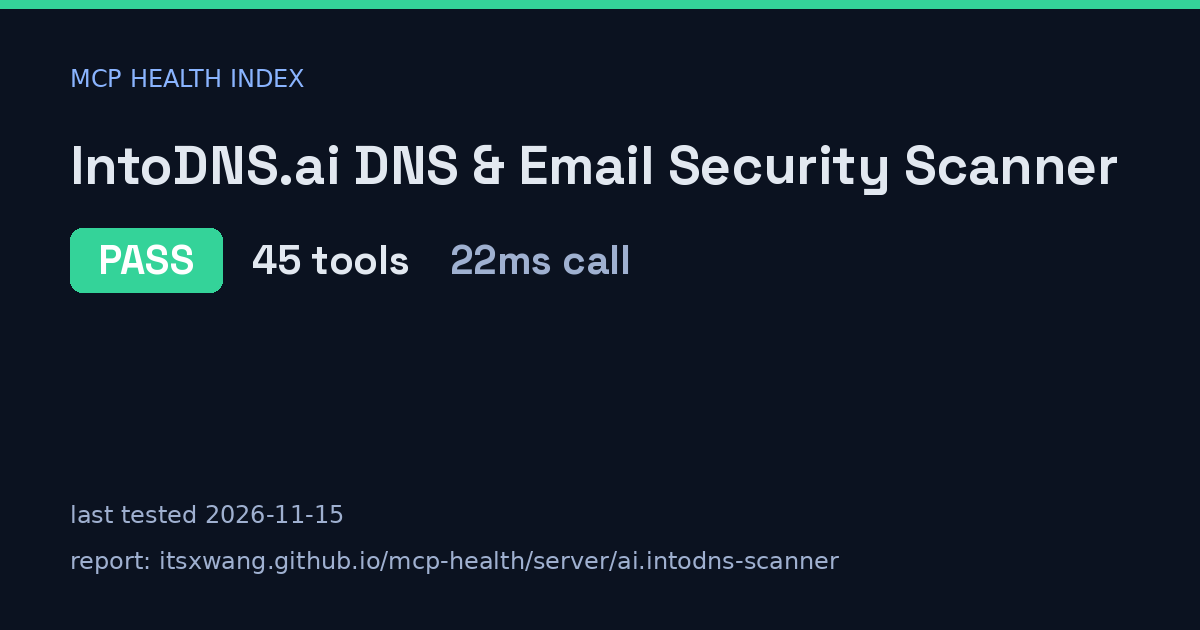 MCP HEALTH INDEX
IntoDNS.ai DNS & Email Security Scanner
PASS 45 tools 22ms call
last tested 2026-11-15
report: itsxwang.github.io/mcp-health/server/ai.intodns-scanner